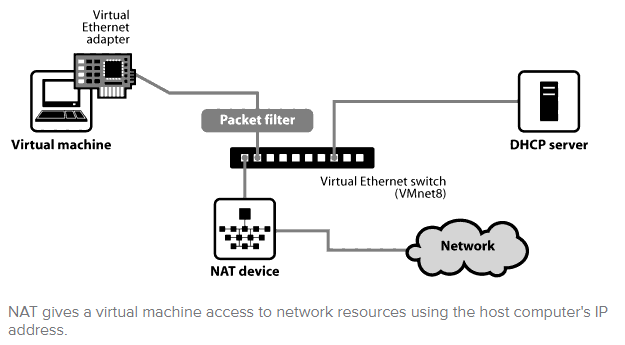 Virtual
Ethernet
adapter
Packet filter
Virtual machine
DHCP server
Virtual Ethernet switch
(VMnet8)
Network
NAT device
NAT gives a virtual machine access to network resources using the host computer's IP
address.